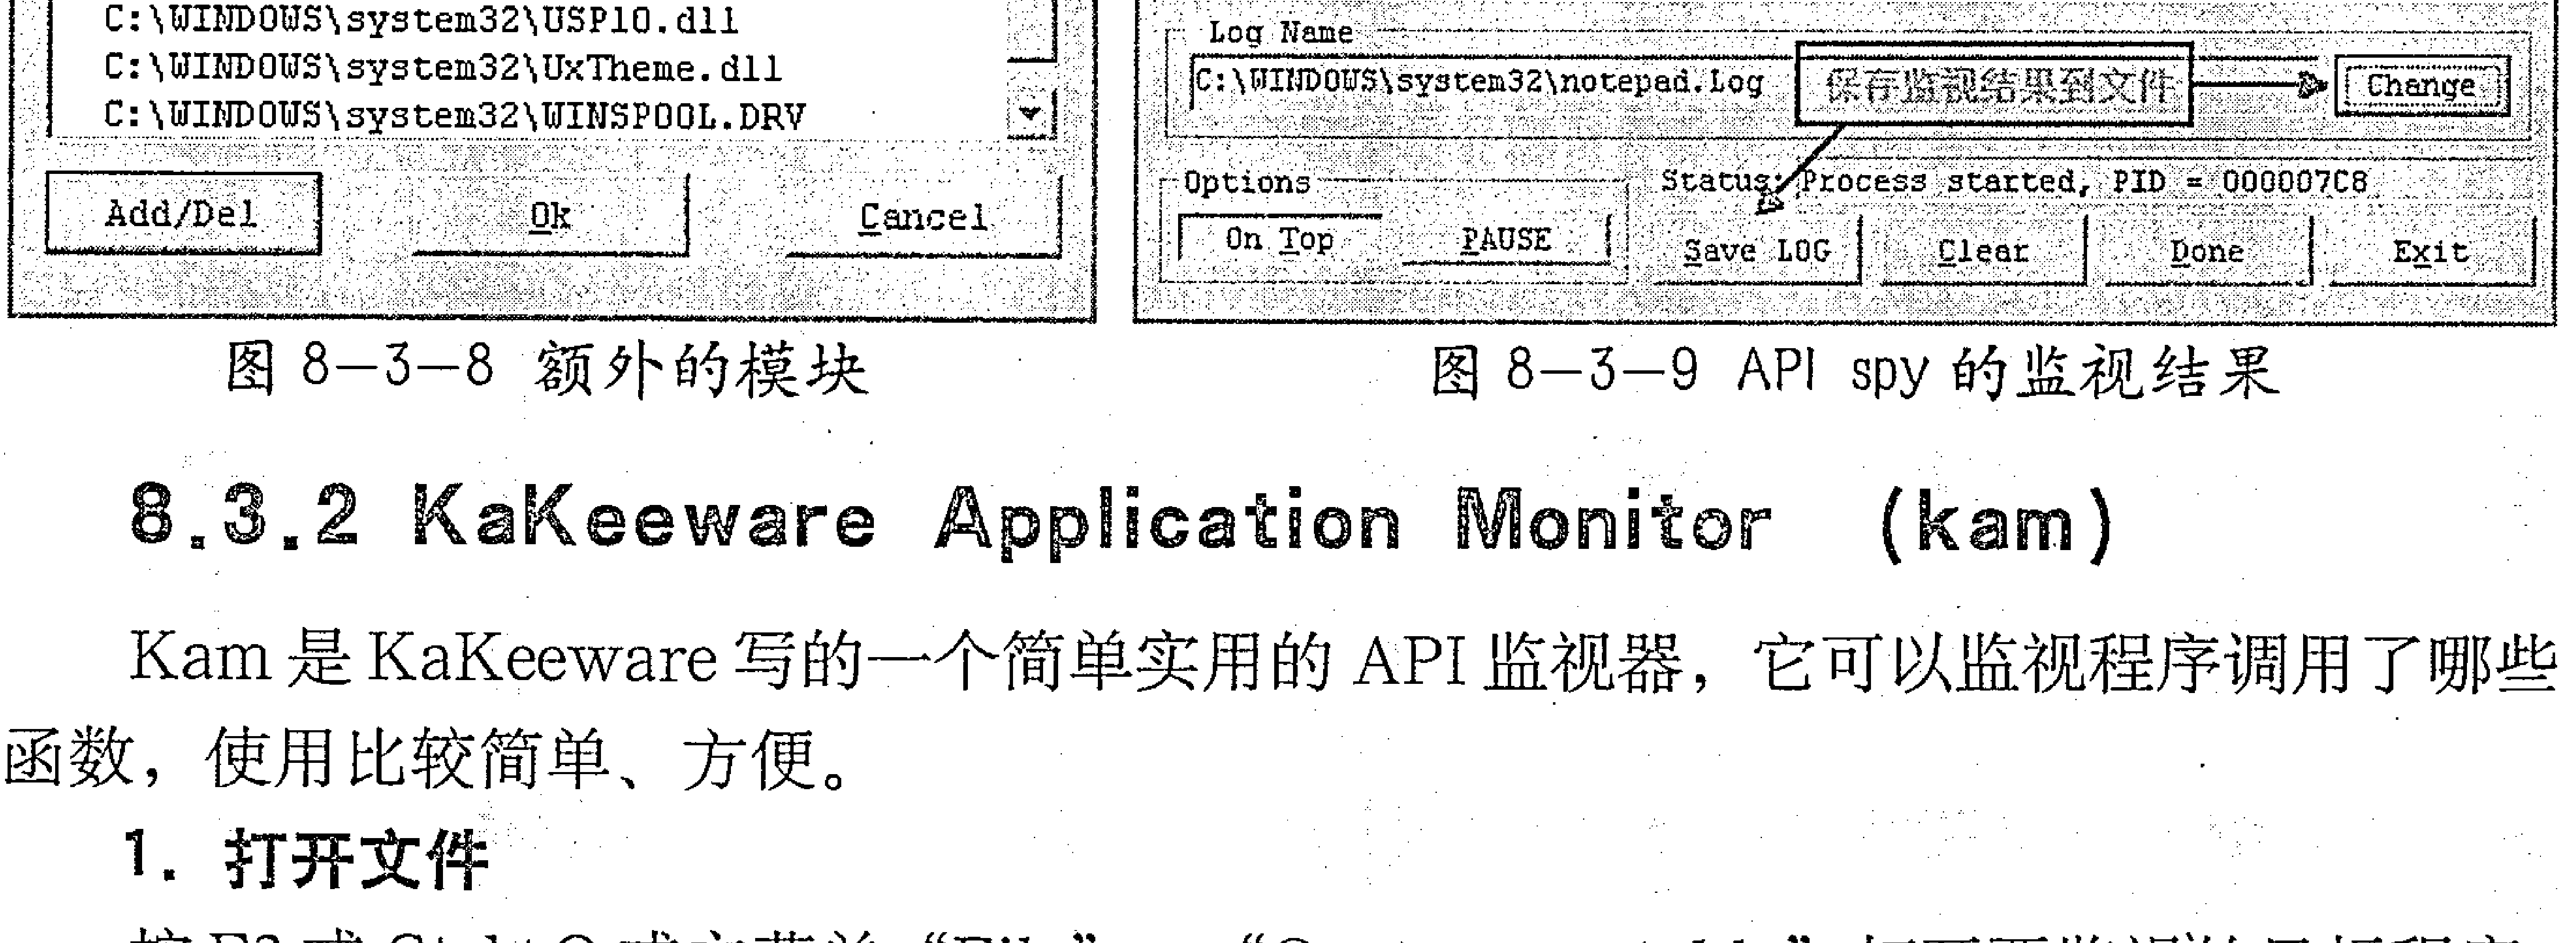 C:\WINDOWS\system32\USP10.dll
C:\WINDOWS\system32\UxTheme.dll
C:\WINDOWS\system32\WINSPOOL.DRV
Add/Del Ok Cancel
Log Name
C:\WINDOWS\system32\notepad.Log 保存监视结果到文件 Change
Options Status: Process started, PID = 000007C8
On Top PAUSE Save LOG Clear Done Exit
图 8-3-8 额外的模块
图 8-3-9 API spy 的监视结果
8.3.2 KaKeeware Application Monitor (kam)
Kam 是 KaKeeware 写的一个简单实用的 API 监视器，它可以监视程序调用了哪些
函数，使用比较简单、方便。
1. 打开文件